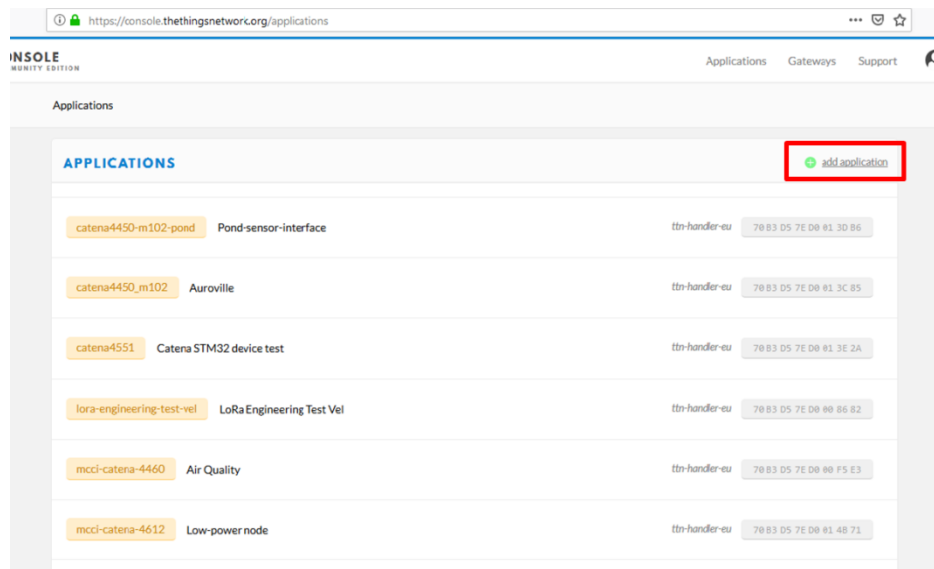 https://console.thethingsnetwork.org/applications
NSOLE
MUNITY EDITION
Applications Gateways Support
Applications
APPLICATIONS
add application
catena4450-m102-pond Pond-sensor-interface ttn-handler-eu 70 B3 D5 7E D0 01 3D B6
catena4450_m102 Auroville ttn-handler-eu 70 B3 D5 7E D0 01 3C 85
catena4551 Catena STM32 device test ttn-handler-eu 70 B3 D5 7E D0 01 3E 2A
lora-engineering-test-vel LoRa Engineering Test Vel ttn-handler-eu 70 B3 D5 7E D0 00 86 82
mcci-catena-4460 Air Quality ttn-handler-eu 70 B3 D5 7E D0 00 F5 E3
mcci-catena-4612 Low-power node ttn-handler-eu 70 B3 D5 7E D0 01 4B 71